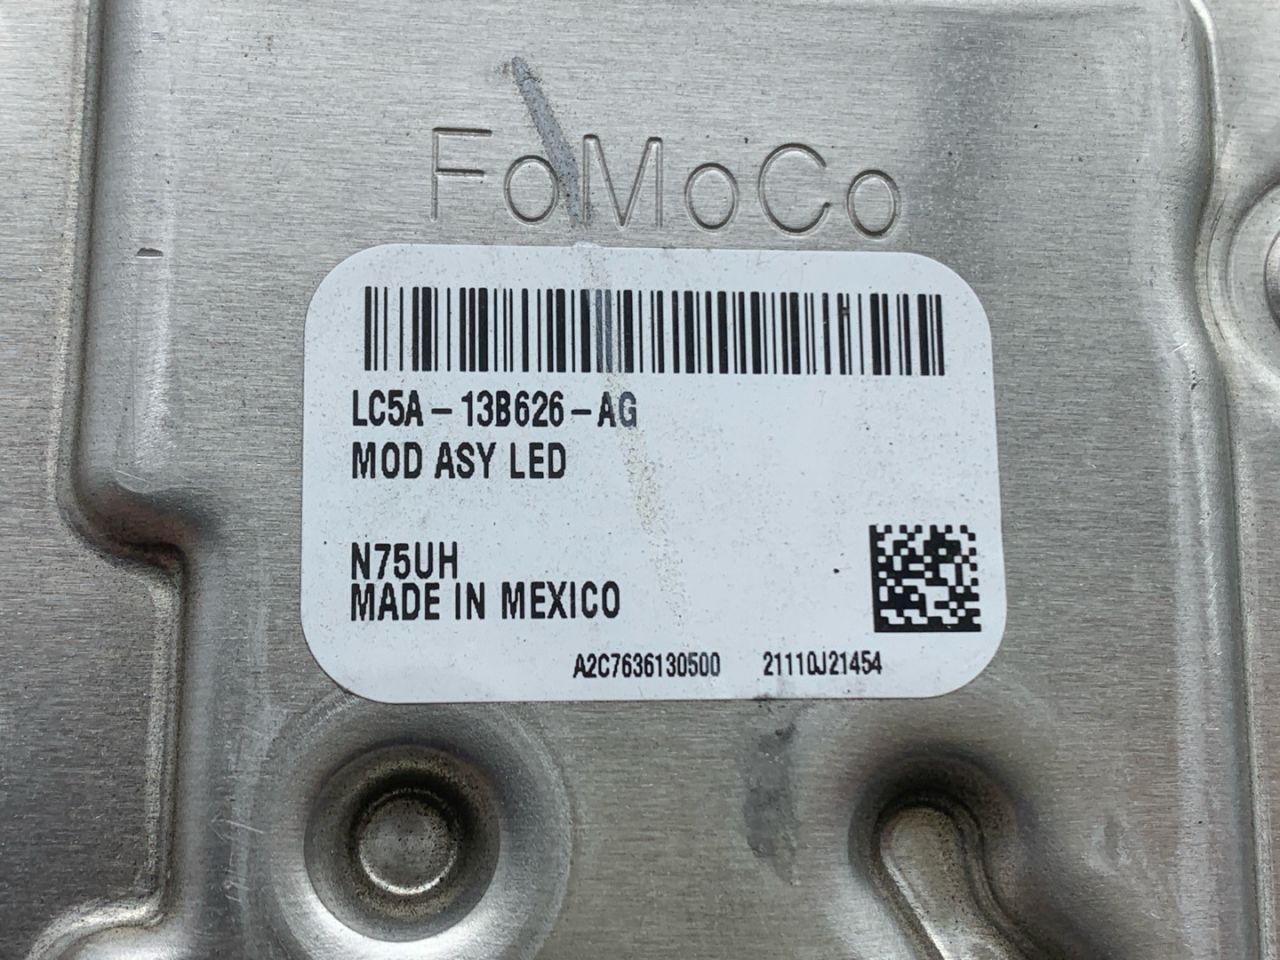 FoMoCo
LC5A-13B626-AG
MOD ASY LED
N75UH
MADE IN MEXICO
A2C7636130500 21110J21454